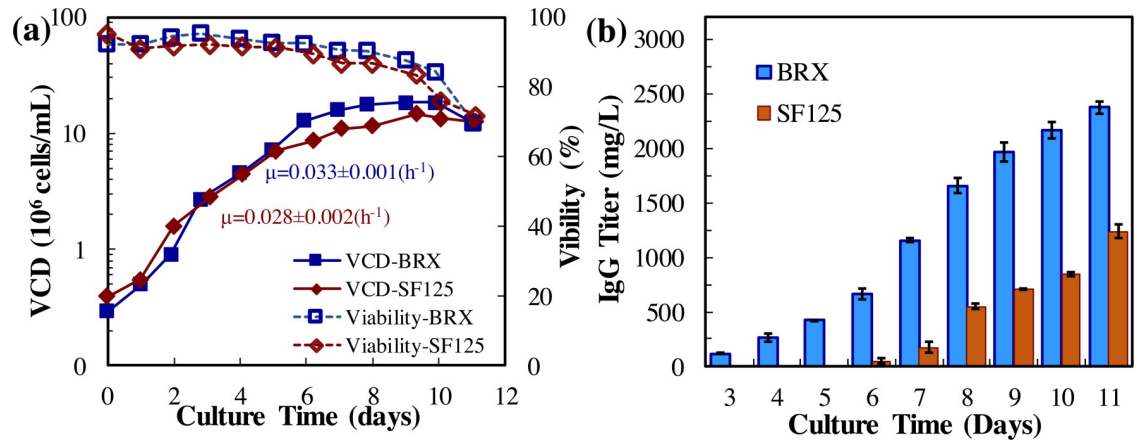 (a)
VCD (10⁶ cells/mL)
100
10
1
0
0
2
4
6
8
10
12
Culture Time (days)
100
80
60
40
20
0
Vibility (%)
μ=0.033±0.001(h⁻¹)
μ=0.028±0.002(h⁻¹)
VCD-BRX
VCD-SF125
Viability-BRX
Viability-SF125
(b)
IgG Titer (mg/L)
3000
2500
2000
1500
1000
500
0
BRX
SF125
3
4
5
6
7
8
9
10
11
Culture Time (Days)